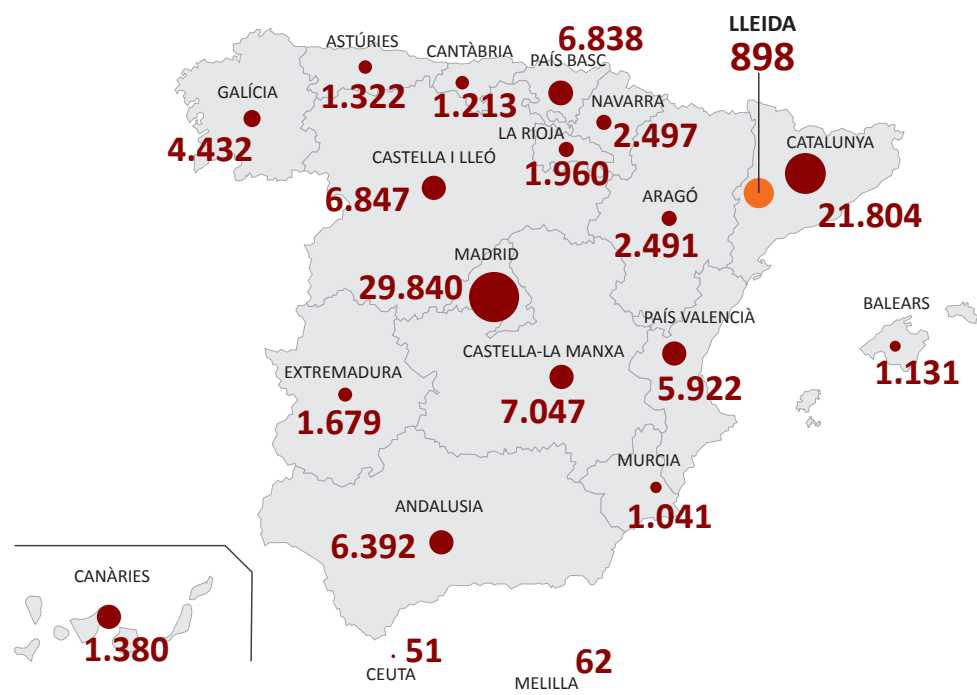 LLEIDA
898
ASTÚRIES
1.322
CANTÀBRIA
1.213
6.838
PAÍS BASC
GALÍCIA
4.432
NAVARRA
2.497
LA RIOJA
1.960
CATALUNYA
21.804
CASTELLA I LLEÓ
6.847
ARAGÓ
2.491
MADRID
29.840
BALEARS
1.131
PAÍS VALENCIÀ
5.922
CASTELLA-LA MANXA
7.047
EXTREMADURA
1.679
MURCIA
1.041
ANDALUSIA
6.392
CANÀRIES
1.380
51
CEUTA
62
MELILLA